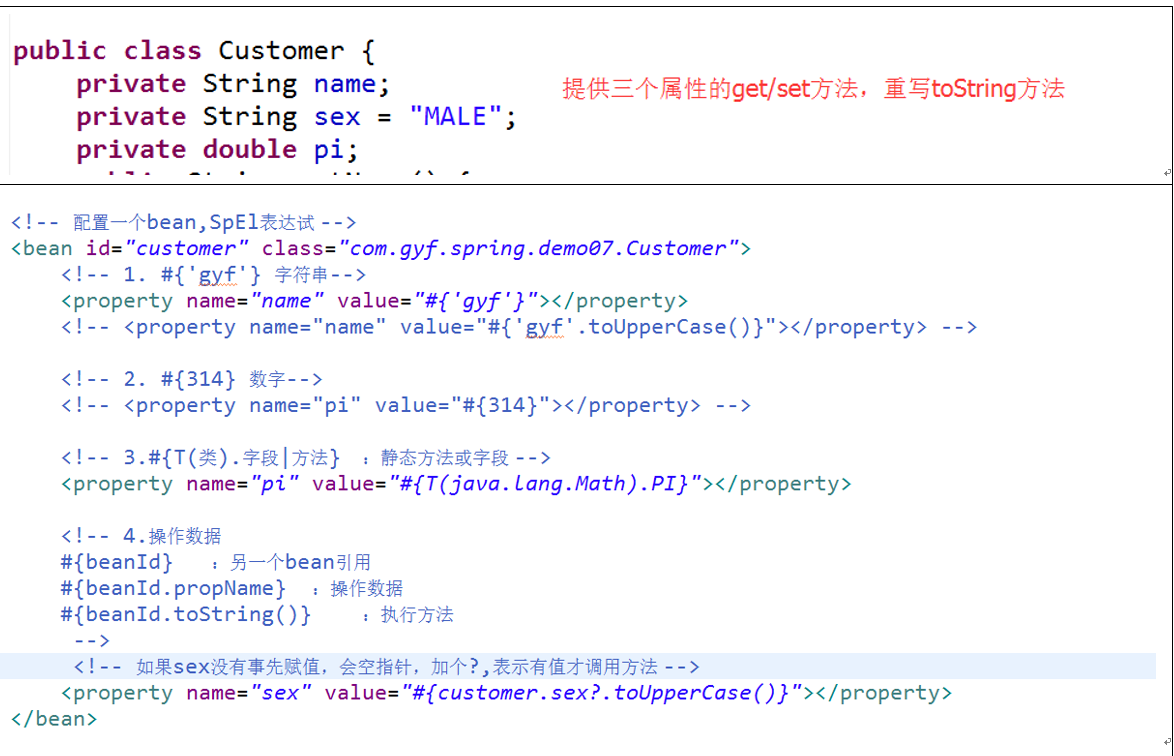 public class Customer {
private String name;
提供三个属性的get/set方法，重写toString方法
private String sex = "MALE";
private double pi;
<!-- 配置一个bean,SpEl表达试 -->
<bean id="customer" class="com.gyf.spring.demo07.Customer">
<!-- 1. #{'gyf'} 字符串-->
<property name="name" value="#{'gyf'}"></property>
<!-- <property name="name" value="#{'gyf'.toUpperCase()}"></property> -->
<!-- 2. #{314} 数字-->
<!-- <property name="pi" value="#{314}"></property> -->
<!-- 3.#{T(类).字段|方法} ：静态方法或字段 -->
<property name="pi" value="#{T(java.lang.Math).PI}"></property>
<!-- 4.操作数据
#{beanId} ：另一个bean引用
#{beanId.propName} ：操作数据
#{beanId.toString()} ：执行方法
-->
<!-- 如果sex没有事先赋值，会空指针，加个?,表示有值才调用方法 -->
<property name="sex" value="#{customer.sex?.toUpperCase()}"></property>
</bean>